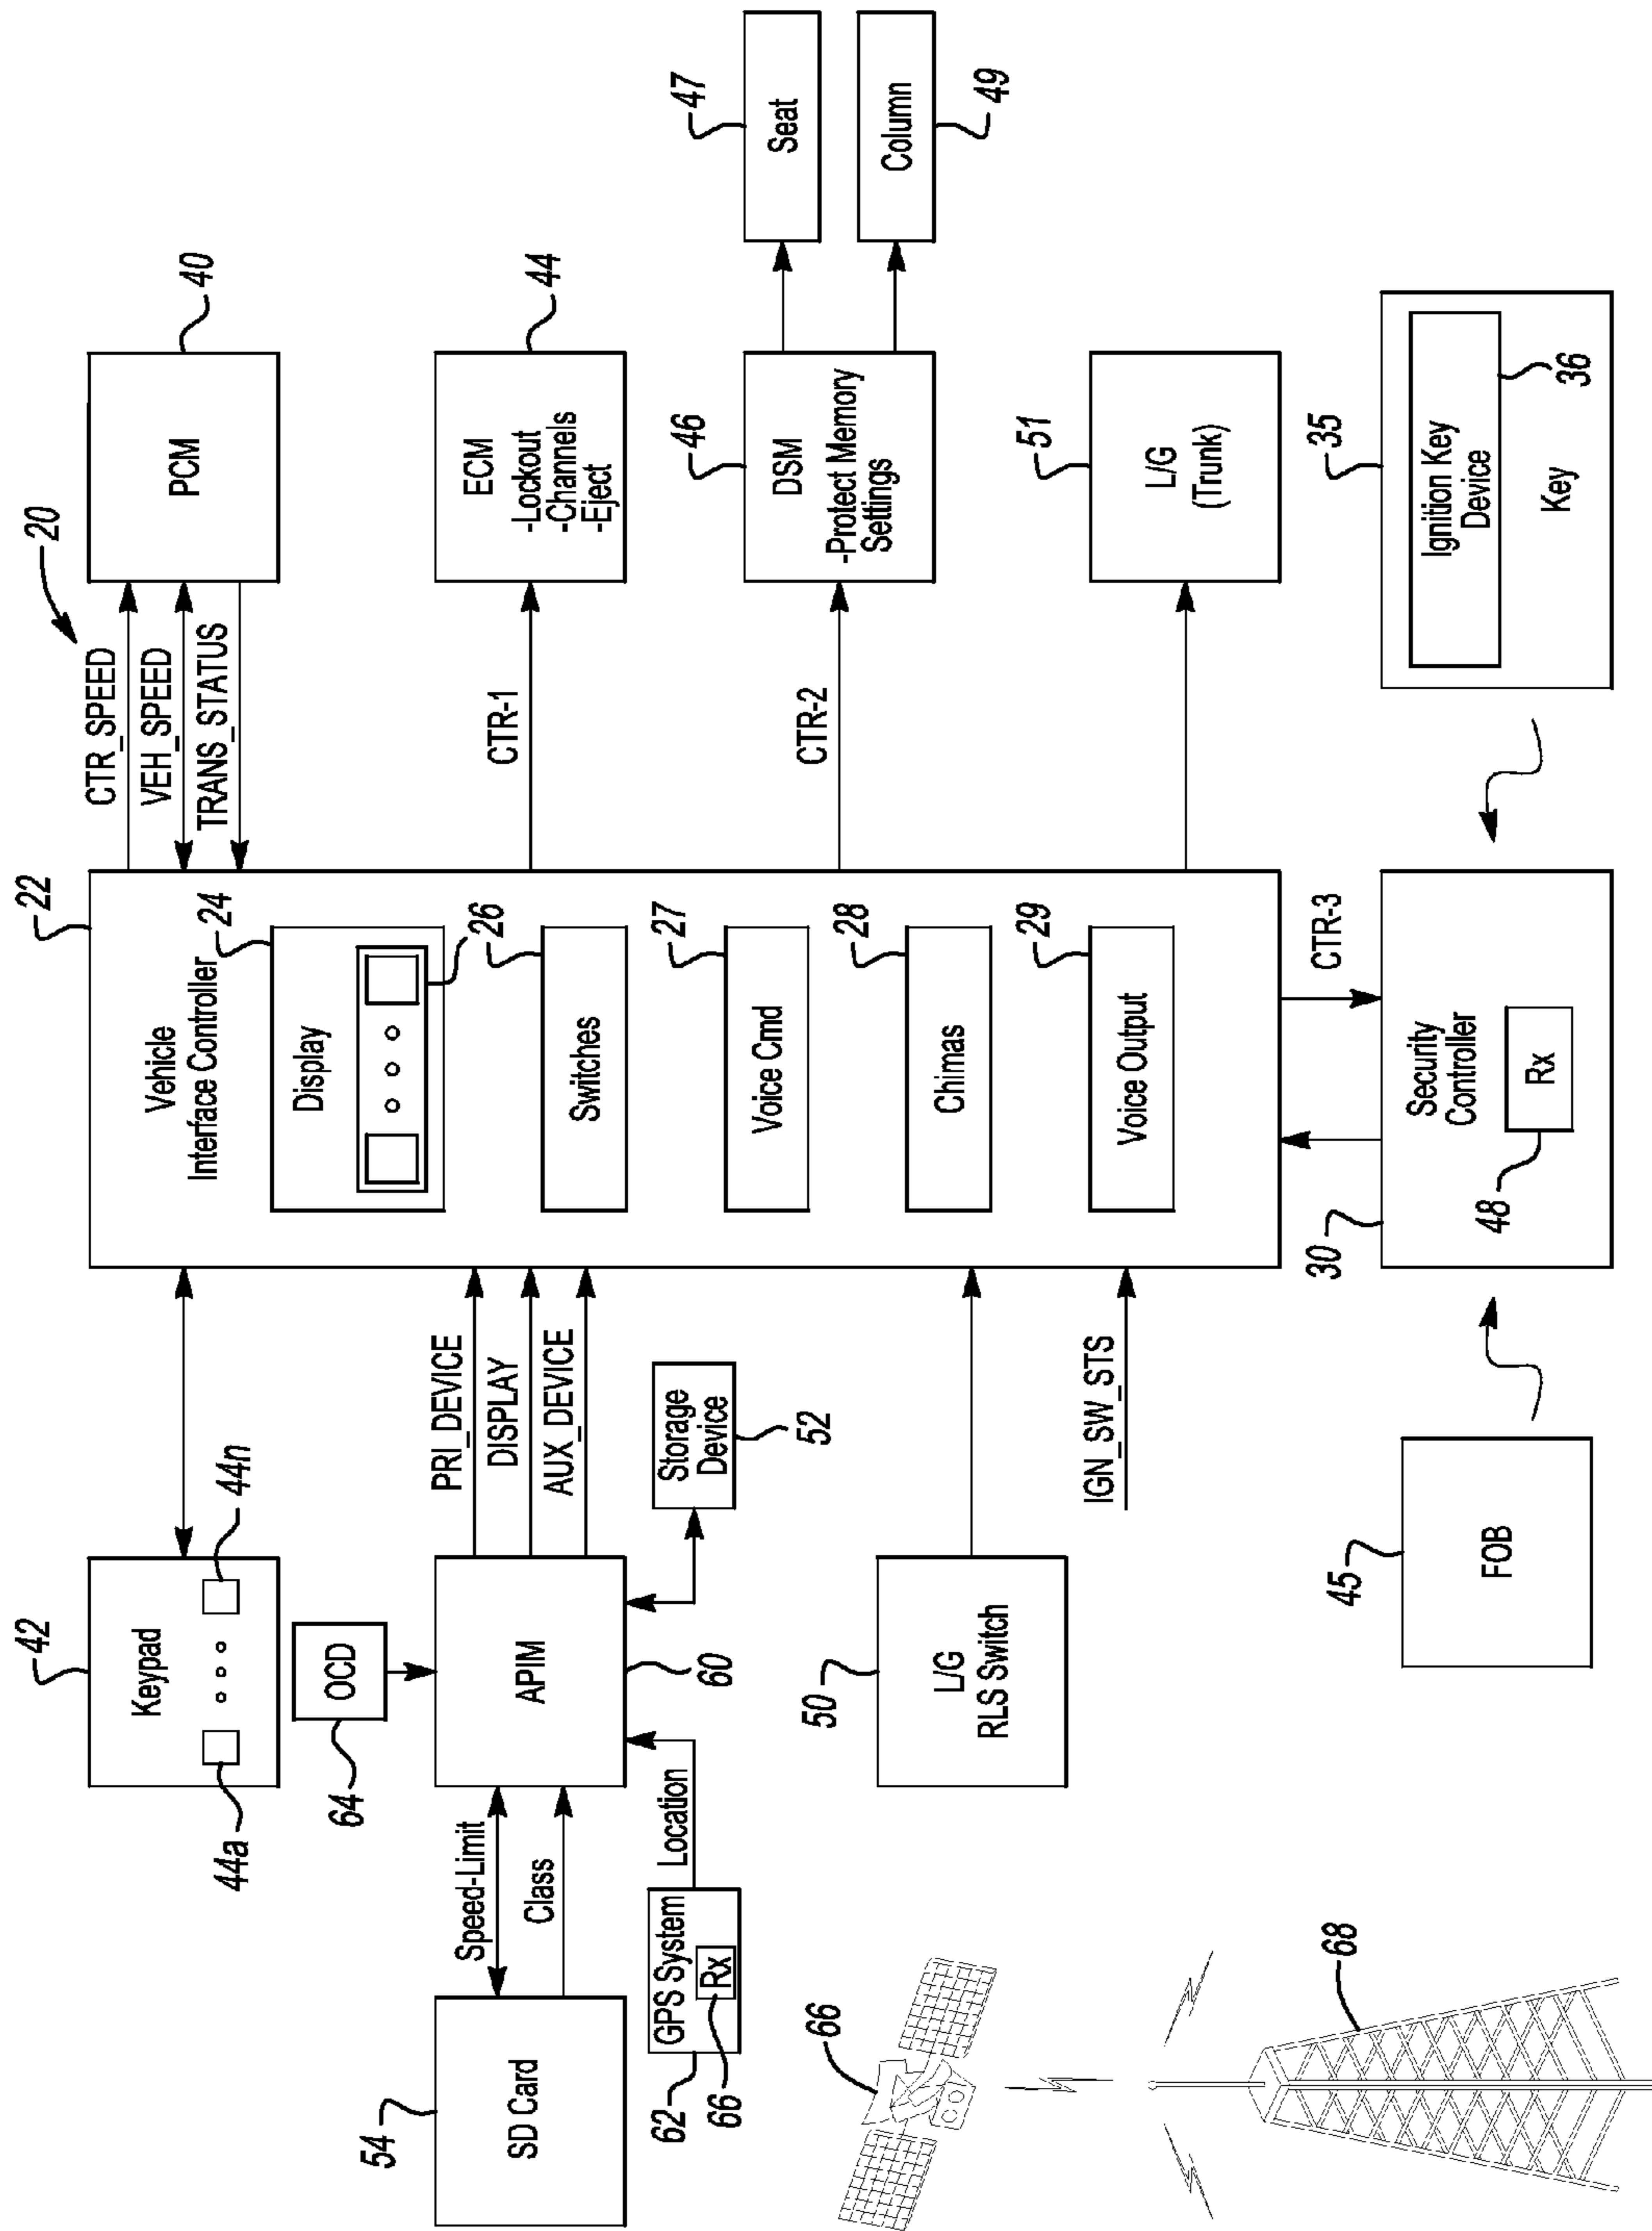 20
54
SD Card
Speed-Limit
Class
62
GPS System
Rx
66
Location
66
68
42
Keypad
44a
44n
64
OCD
APIM
60
Storage
Device
52
PRI_DEVICE
DISPLAY
AUX_DEVICE
50
L/G
RLS Switch
IGN_SW_STS
45
FOB
22
Vehicle
Interface Controller
24
Display
26
Switches
27
Voice Cmd
28
Chimas
29
Voice Output
CTR-3
30
Security
Controller
Rx
48
CTR_SPEED
VEH_SPEED
TRANS_STATUS
40
PCM
CTR-1
44
ECM
-Lockout
-Channels
-Eject
CTR-2
46
DSM
-Protect Memory
Settings
47
Seat
Column
49
51
L/G
(Trunk)
35
Ignition Key
Device
36
Key